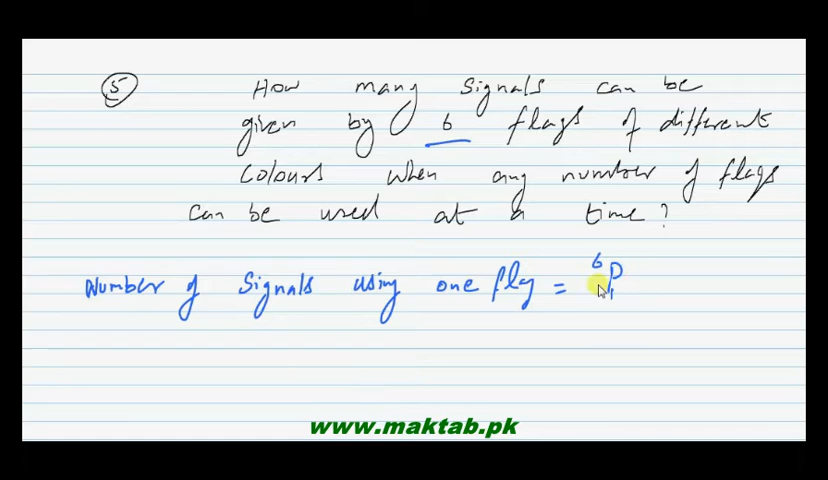 5 How many signals can be
given by 6 flags of different
colours when any number of flags
can be used at a time?
Number of signals using one flag = ⁶P₁
www.maktab.pk